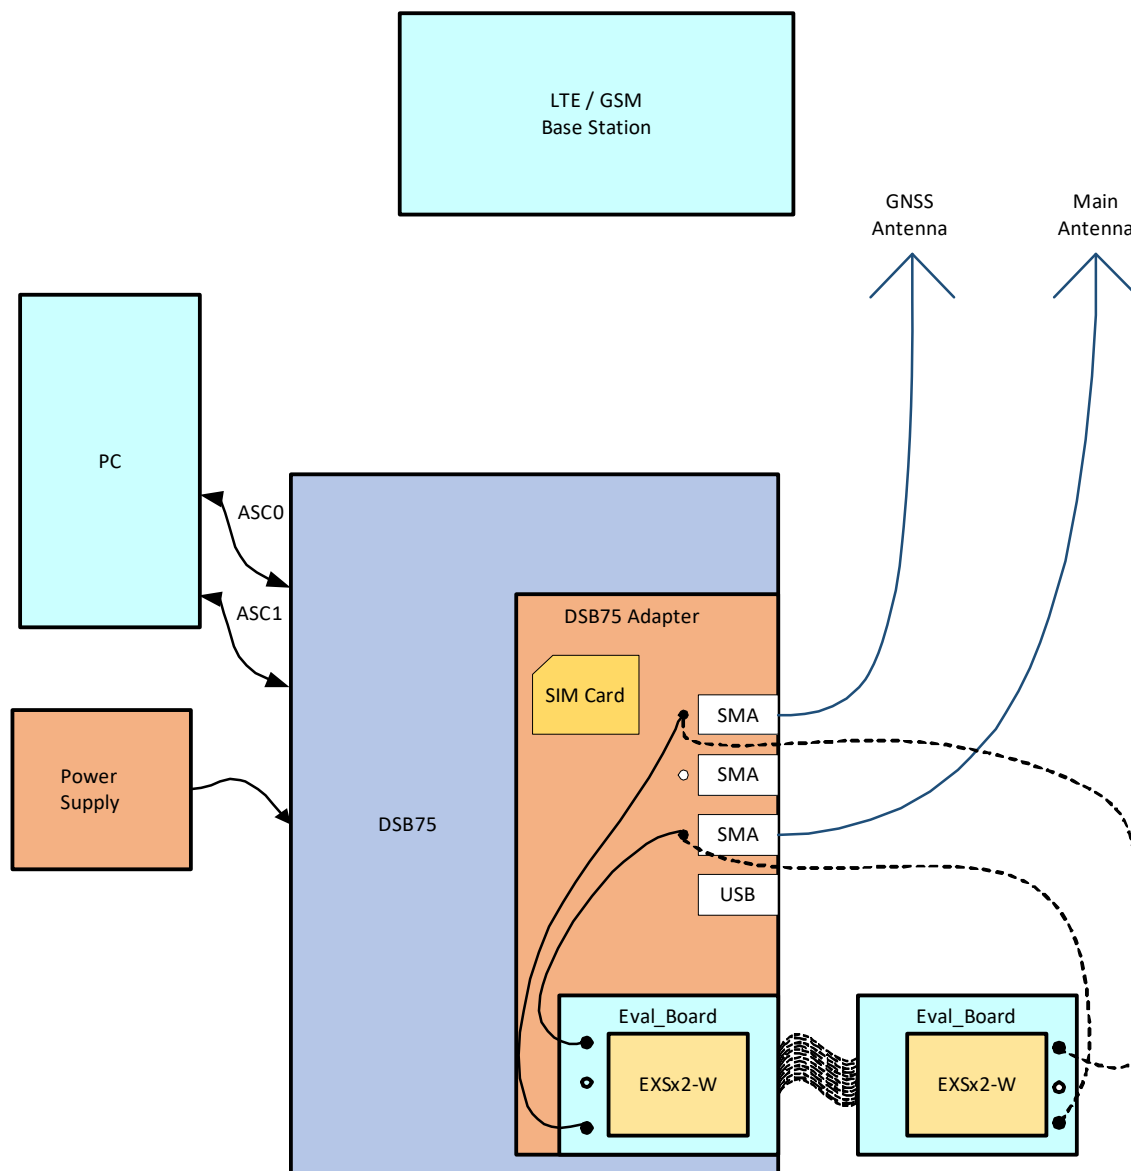 LTE / GSM
Base Station
GNSS
Antenna
Main
Antenna
PC
ASC0
ASC1
DSB75 Adapter
SIM Card
SMA
SMA
SMA
USB
Power
Supply
DSB75
Eval_Board
EXSx2-W
Eval_Board
EXSx2-W